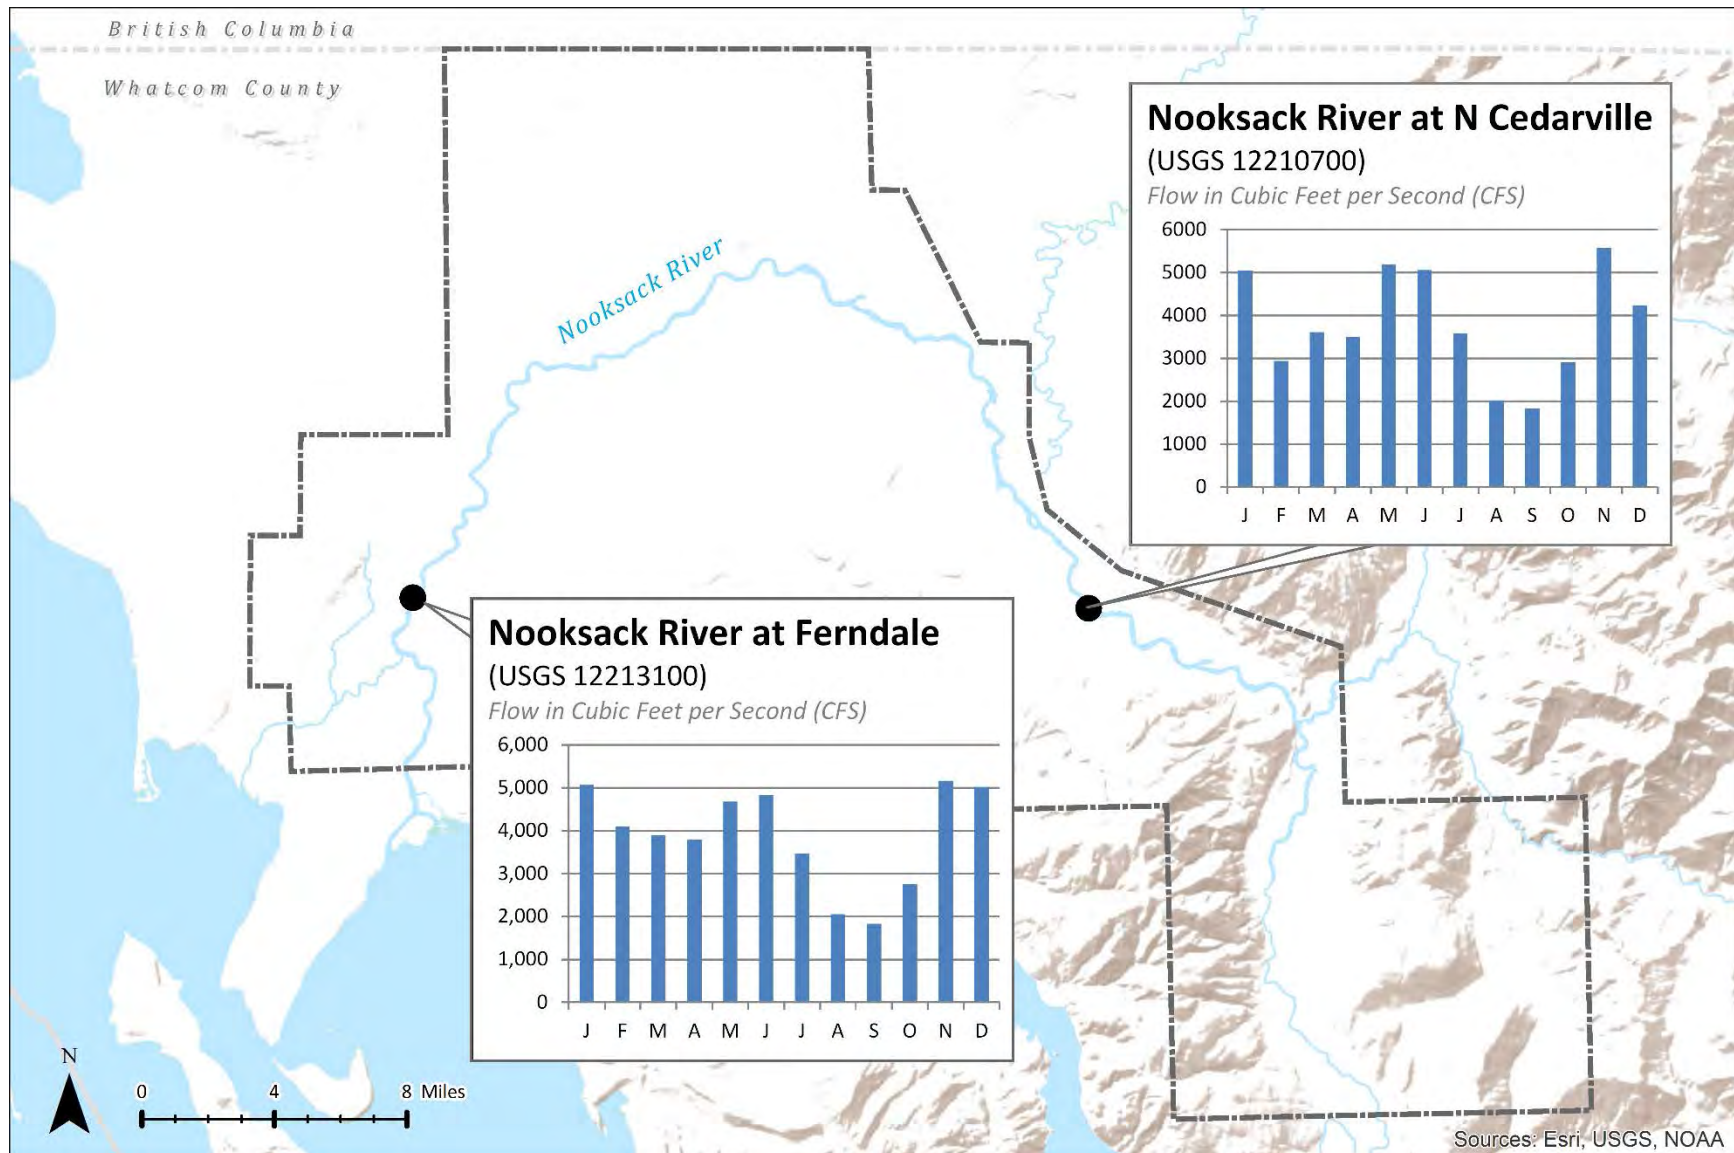 British Columbia
Whatcom County
Nooksack River
Nooksack River at N Cedarville
(USGS 12210700)
Flow in Cubic Feet per Second (CFS)
6000
5000
4000
3000
2000
1000
0
J F M A M J J A S O N D
Nooksack River at Ferndale
(USGS 12213100)
Flow in Cubic Feet per Second (CFS)
6,000
5,000
4,000
3,000
2,000
1,000
0
J F M A M J J A S O N D
N
0 4 8 Miles
Sources: Esri, USGS, NOAA